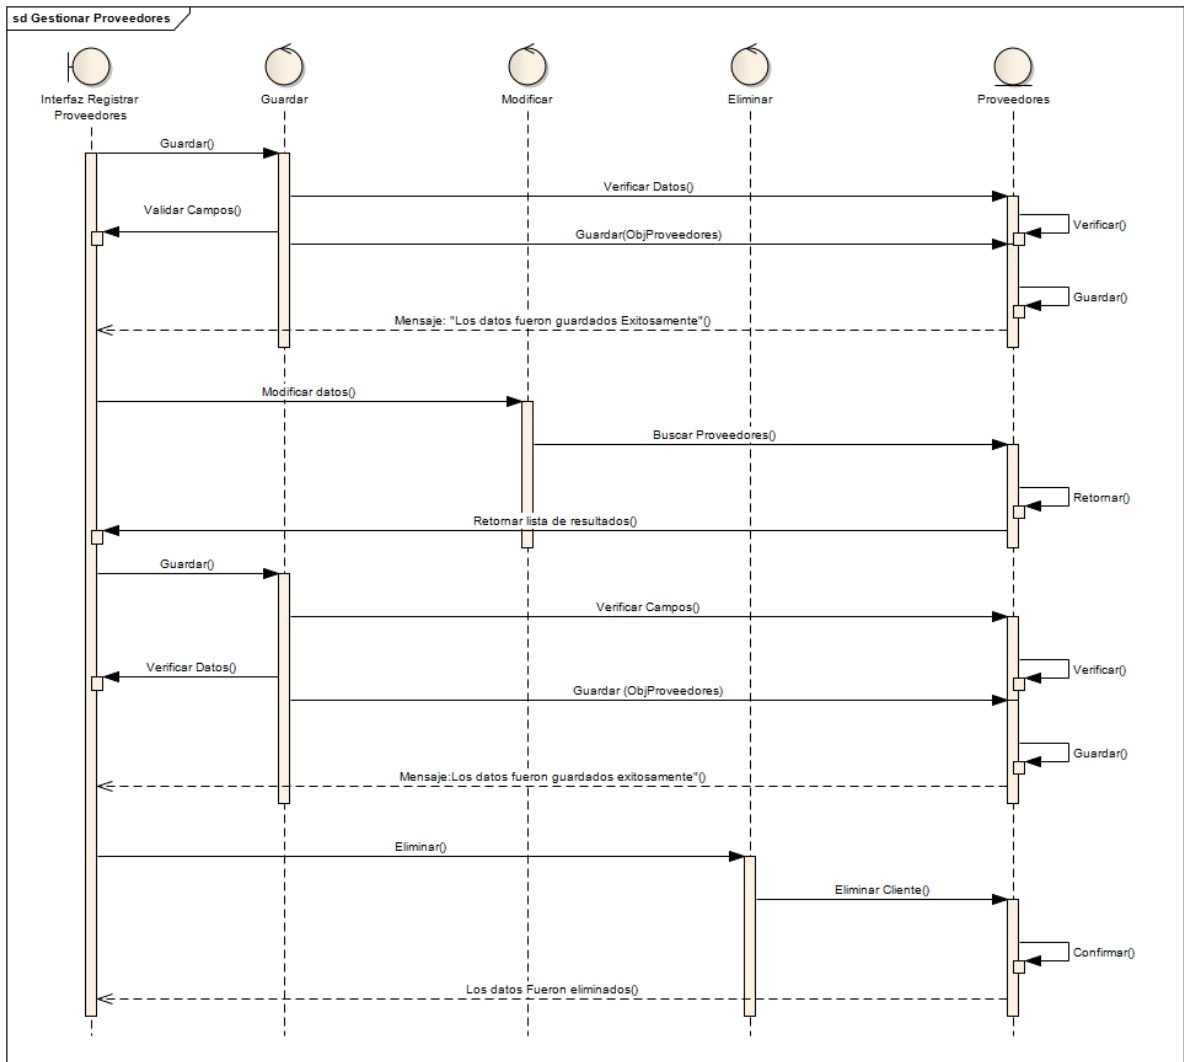 sd Gestionar Proveedores
Interfaz Registrar
Proveedores
Guardar
Modificar
Eliminar
Proveedores
Guardar()
Verificar Datos()
Validar Campos()
Verificar()
Guardar(ObjProveedores)
Guardar()
Mensaje: "Los datos fueron guardados Exitosamente"()
Modificar datos()
Buscar Proveedores()
Retornar()
Retornar lista de resultados()
Guardar()
Verificar Campos()
Verificar Datos()
Verificar()
Guardar (ObjProveedores)
Guardar()
Mensaje:Los datos fueron guardados exitosamente"()
Eliminar()
Eliminar Cliente()
Confirmar()
Los datos Fueron eliminados()